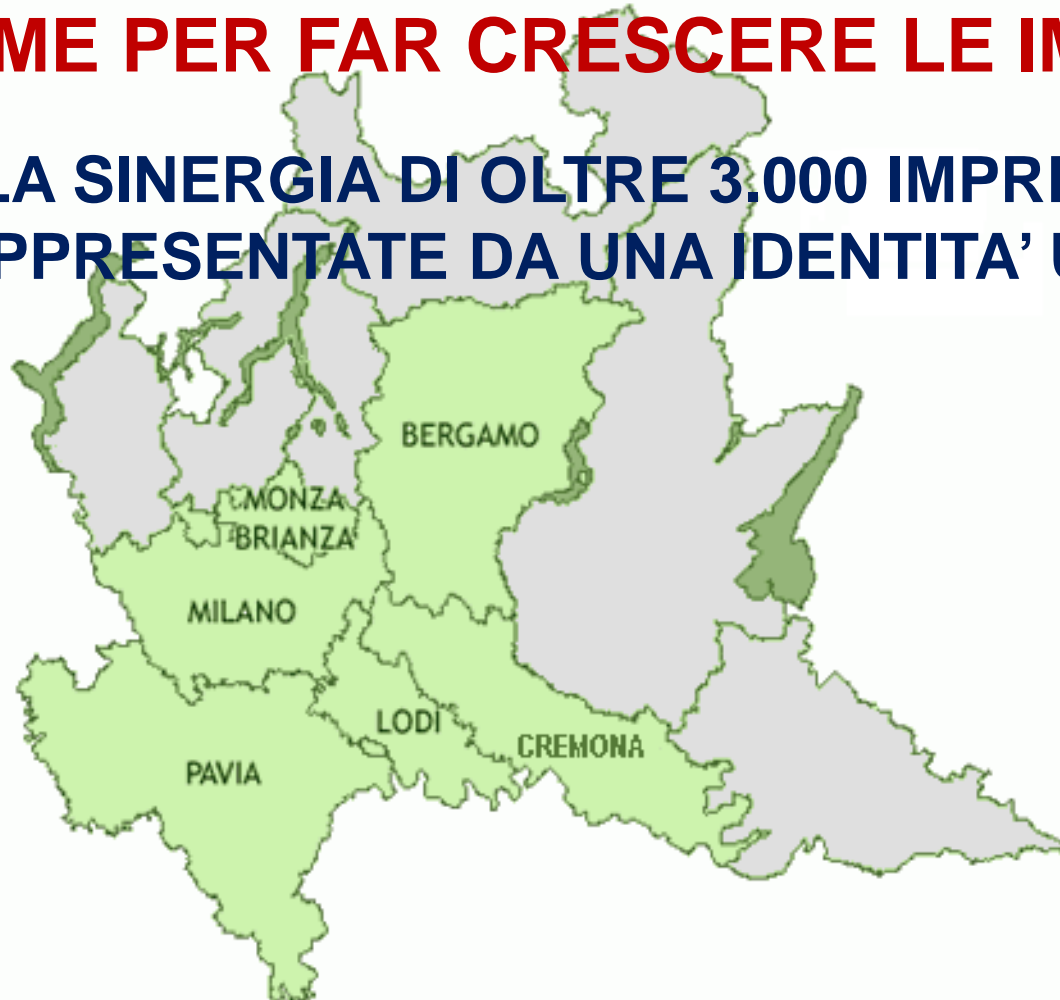 ME PER FAR CRESCERE LE IM
LA SINERGIA DI OLTRE 3.000 IMPRE
PPRESENTATE DA UNA IDENTITA’ U
BERGAMO
MONZA
BRIANZA
MILANO
LODI
CREMONA
PAVIA